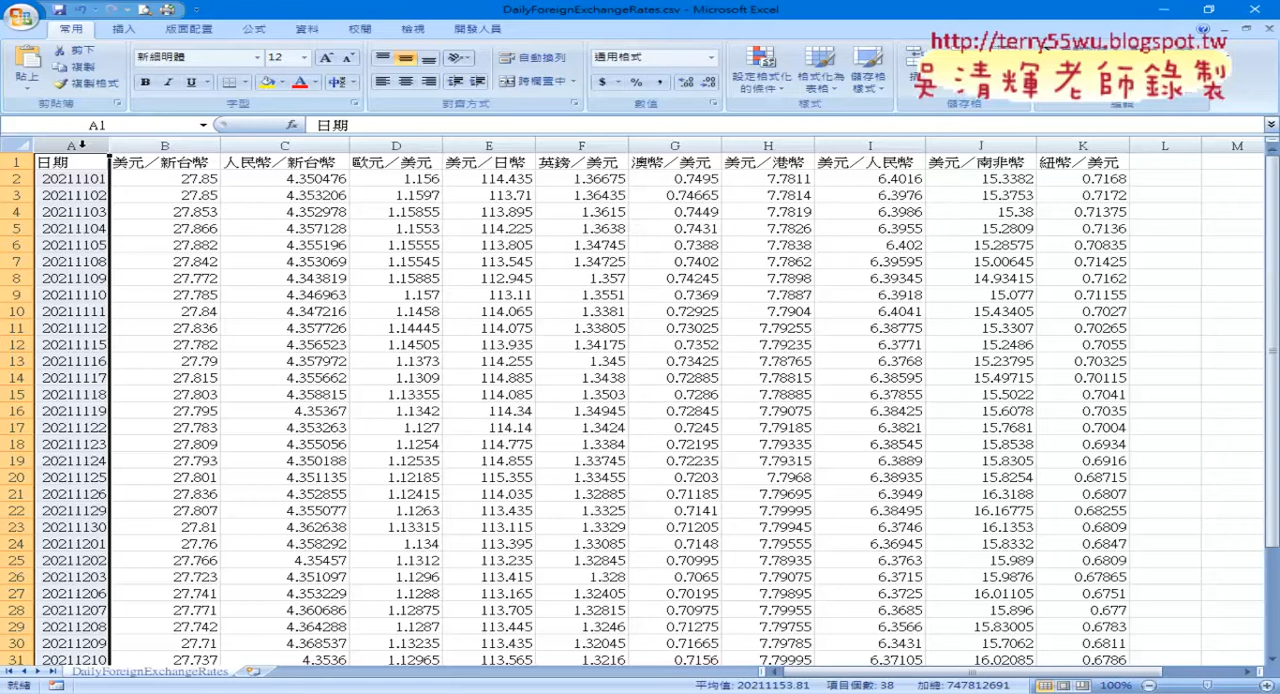 DailyForeignExchangeRates.csv - Microsoft Excel
常用 插入 版面配置 公式 資料 校閱 檢視 開發人員
http://terry55wu.blogspot.tw
吳清輝老師錄製
貼上 剪下 複製 複製格式 剪貼簿
新細明體 12 B I U 字型
自動換列 跨欄置中 對齊方式
通用格式 $ % , 數值
設定格式化的條件 格式化為表格 儲存格樣式 樣式
A1 fx 日期
A B C D E F G H I J K L M
1 日期 美元／新台幣 人民幣／新台幣 歐元／美元 美元／日幣 英鎊／美元 澳幣／美元 美元／港幣 美元／人民幣 美元／南非幣 紐幣／美元
2 20211101 27.85 4.350476 1.156 114.435 1.36675 0.7495 7.7811 6.4016 15.3382 0.7168
3 20211102 27.85 4.353206 1.1597 113.71 1.36435 0.74665 7.7814 6.3976 15.3753 0.7172
4 20211103 27.853 4.352978 1.15855 113.895 1.3615 0.7449 7.7819 6.3986 15.38 0.71375
5 20211104 27.866 4.357128 1.1553 114.225 1.3638 0.7431 7.7826 6.3955 15.2809 0.7136
6 20211105 27.882 4.355196 1.15555 113.805 1.34745 0.7388 7.7838 6.402 15.28575 0.70835
7 20211108 27.842 4.353069 1.15545 113.545 1.34725 0.7402 7.7862 6.39595 15.00645 0.71425
8 20211109 27.772 4.343819 1.15885 112.945 1.357 0.74245 7.7898 6.39345 14.93415 0.7162
9 20211110 27.785 4.346963 1.157 113.11 1.3551 0.7369 7.7887 6.3918 15.077 0.71155
10 20211111 27.84 4.347216 1.1458 114.065 1.3381 0.72925 7.7904 6.4041 15.43405 0.7027
11 20211112 27.836 4.357726 1.14445 114.075 1.33805 0.73025 7.79255 6.38775 15.33307 0.70265
12 20211115 27.782 4.356523 1.14505 113.935 1.34175 0.7352 7.79235 6.3771 15.2486 0.7055
13 20211116 27.79 4.357972 1.1373 114.255 1.345 0.73425 7.78765 6.3768 15.23795 0.70325
14 20211117 27.815 4.355662 1.1309 114.885 1.3438 0.72885 7.78815 6.38595 15.49715 0.70115
15 20211118 27.803 4.358815 1.13355 114.085 1.3503 0.7286 7.78885 6.37855 15.5022 0.7041
16 20211119 27.795 4.35367 1.1342 114.34 1.34945 0.72845 7.79075 6.38425 15.6078 0.7035
17 20211122 27.783 4.353263 1.127 114.14 1.3424 0.7245 7.79185 6.3821 15.7681 0.7004
18 20211123 27.809 4.355056 1.1254 114.775 1.3384 0.72195 7.79335 6.38545 15.8538 0.6934
19 20211124 27.793 4.350188 1.12535 114.855 1.33745 0.72235 7.79315 6.3889 15.8305 0.6916
20 20211125 27.801 4.351135 1.12185 115.355 1.33455 0.7203 7.7968 6.38935 15.8254 0.68715
21 20211126 27.836 4.352855 1.12415 114.035 1.32885 0.71185 7.79695 6.3949 16.3188 0.6807
22 20211129 27.807 4.355077 1.1263 113.435 1.3325 0.7141 7.79995 6.38495 16.16775 0.68255
23 20211130 27.81 4.362638 1.13315 113.115 1.3329 0.71205 7.79945 6.3746 16.1353 0.6809
24 20211201 27.76 4.358292 1.134 113.395 1.33085 0.7148 7.79555 6.36945 15.8332 0.6847
25 20211202 27.766 4.35457 1.1312 113.235 1.32845 0.70995 7.78935 6.3763 15.989 0.6809
26 20211203 27.723 4.351097 1.1296 113.415 1.328 0.7065 7.79075 6.3715 15.9876 0.67865
27 20211206 27.741 4.353229 1.1288 113.165 1.32405 0.70195 7.79795 6.3725 16.01105 0.6751
28 20211207 27.771 4.360686 1.12875 113.705 1.32815 0.70975 7.79955 6.3685 15.896 0.677
29 20211208 27.742 4.364288 1.1287 113.445 1.32405 0.71275 7.79755 6.3566 15.83005 0.6783
30 20211209 27.71 4.368537 1.13235 113.435 1.32045 0.71665 7.79785 6.3431 15.7062 0.6811
31 20211210 27.737 4.3536 1.12965 113.565 1.3216 0.7156 7.79995 6.37105 16.02085 0.6786
DailyForeignExchangeRates
就緒 平均值: 20211153.81 項目個數: 38 加總: 747812691 100%